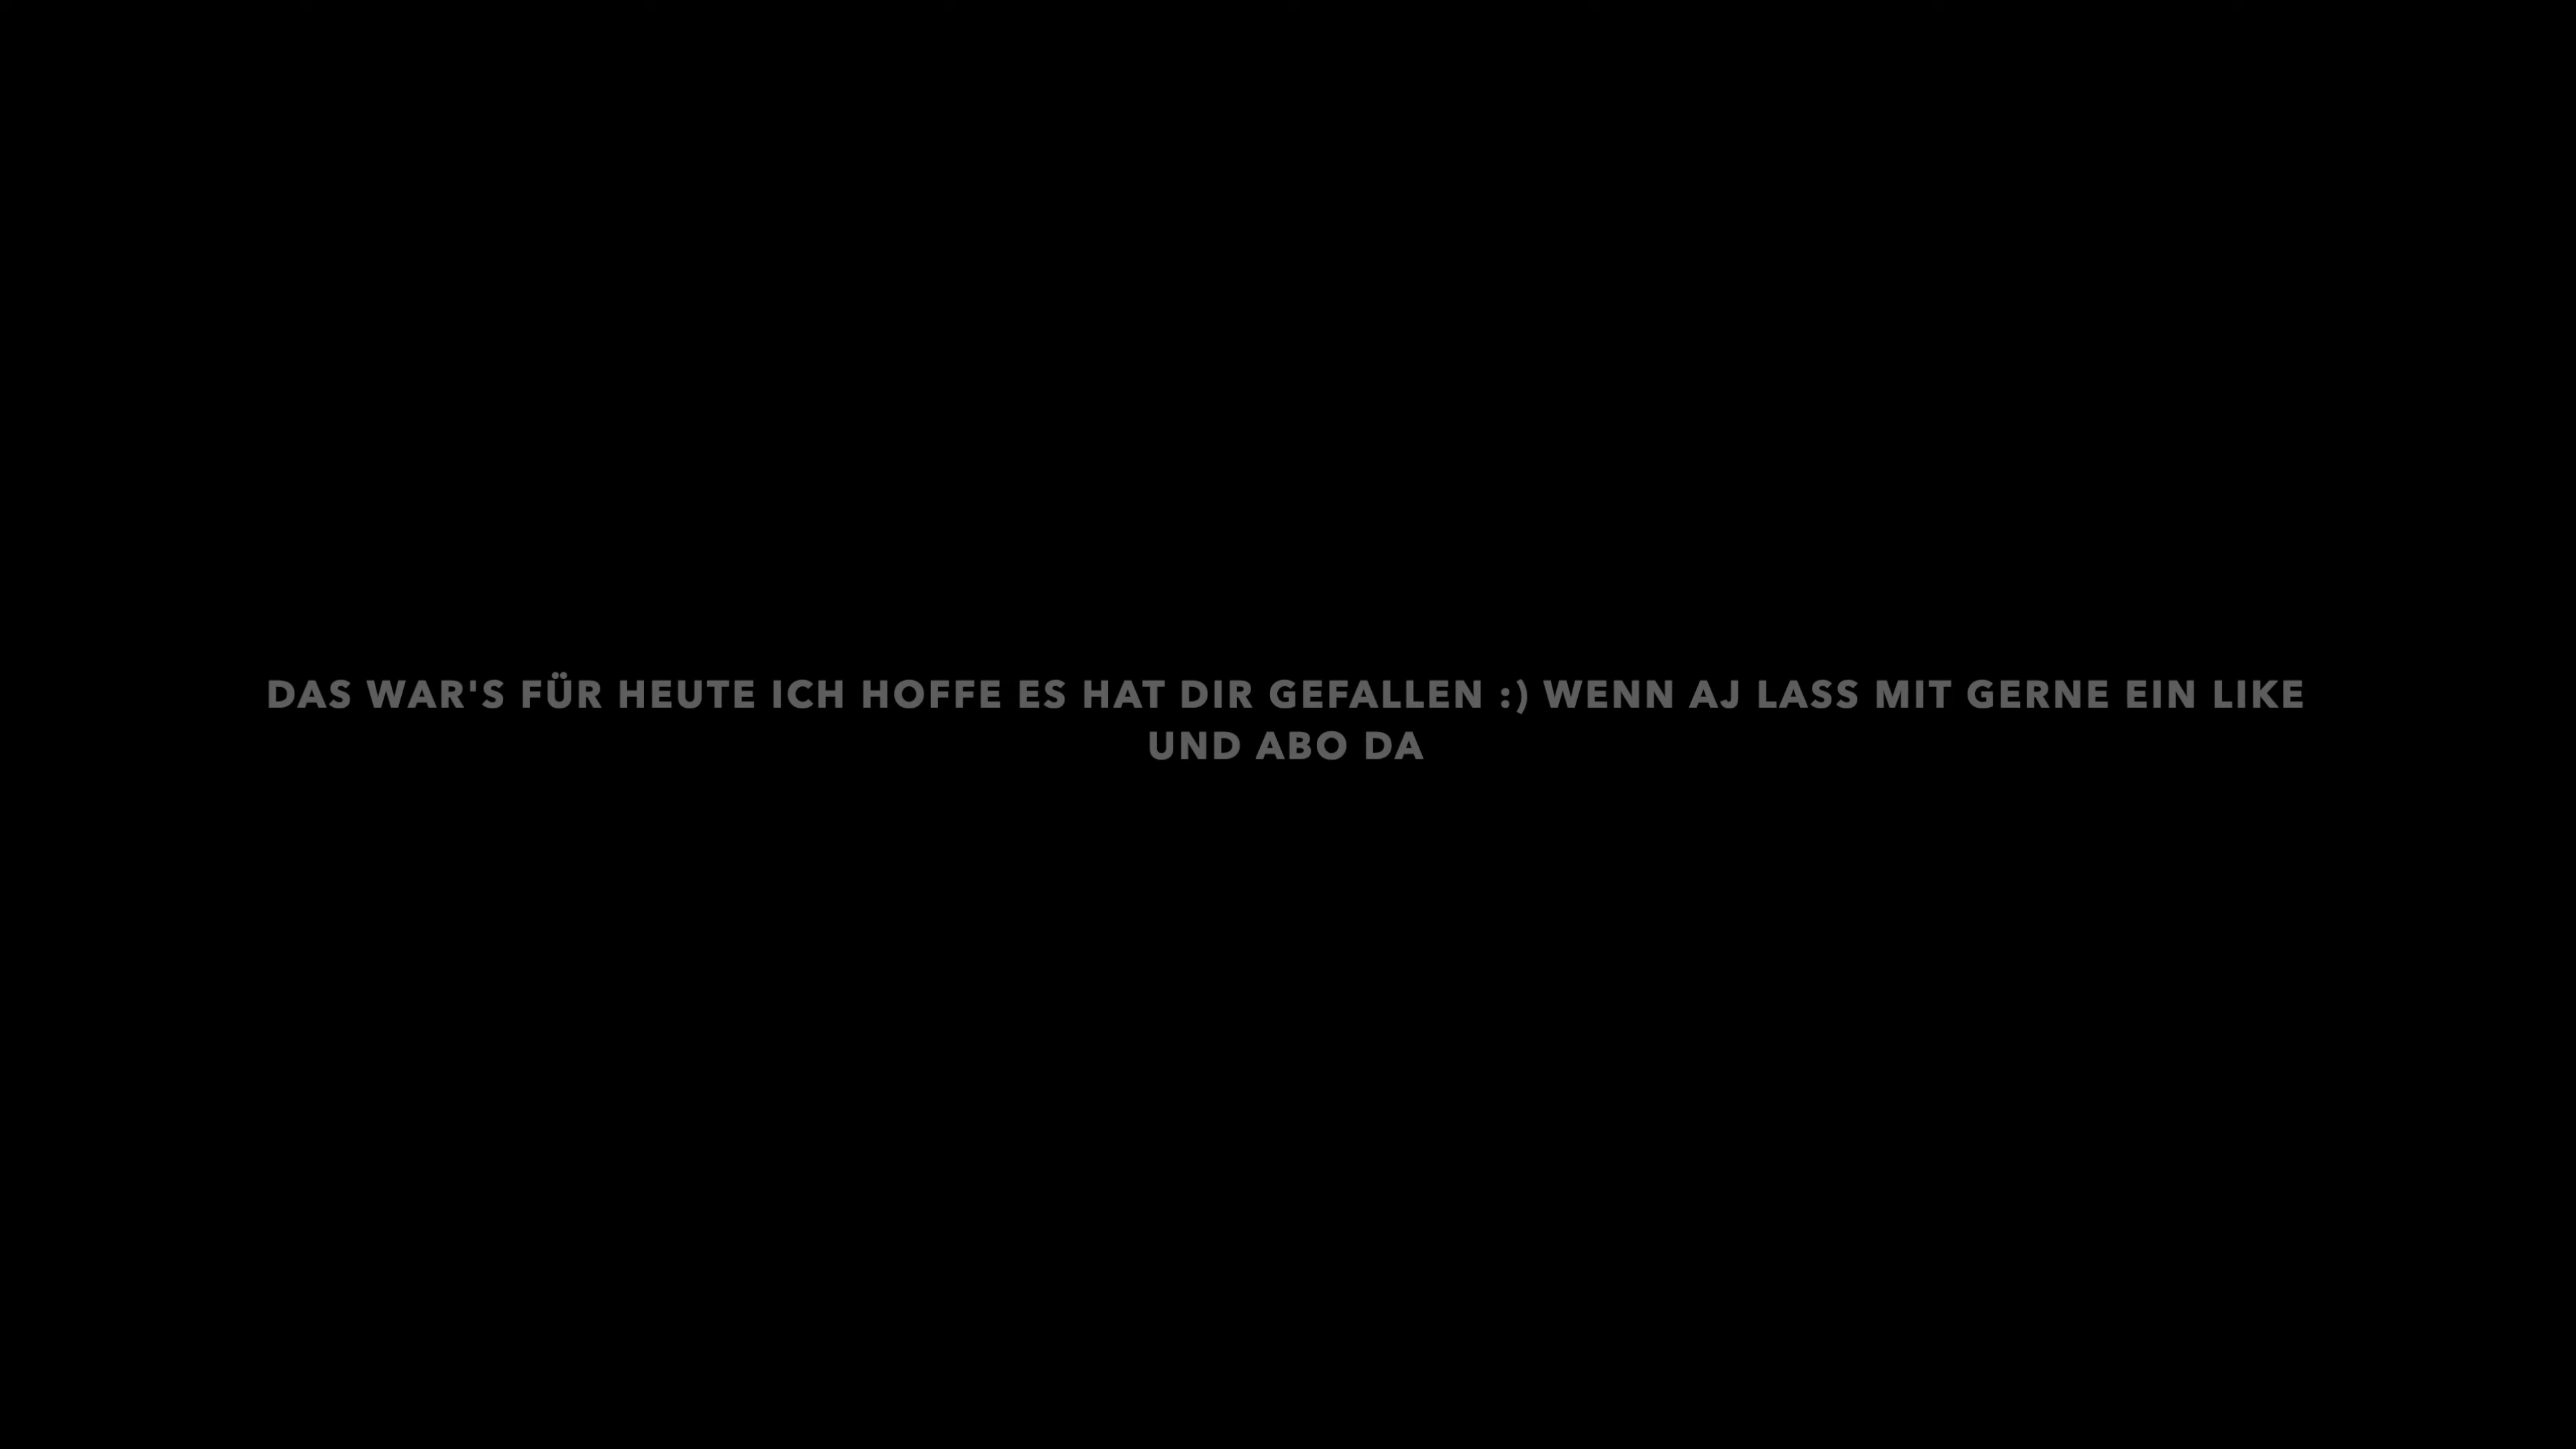 DAS WAR'S FÜR HEUTE ICH HOFFE ES HAT DIR GEFALLEN :) WENN AJ LASS MIT GERNE EIN LIKE
UND ABO DA